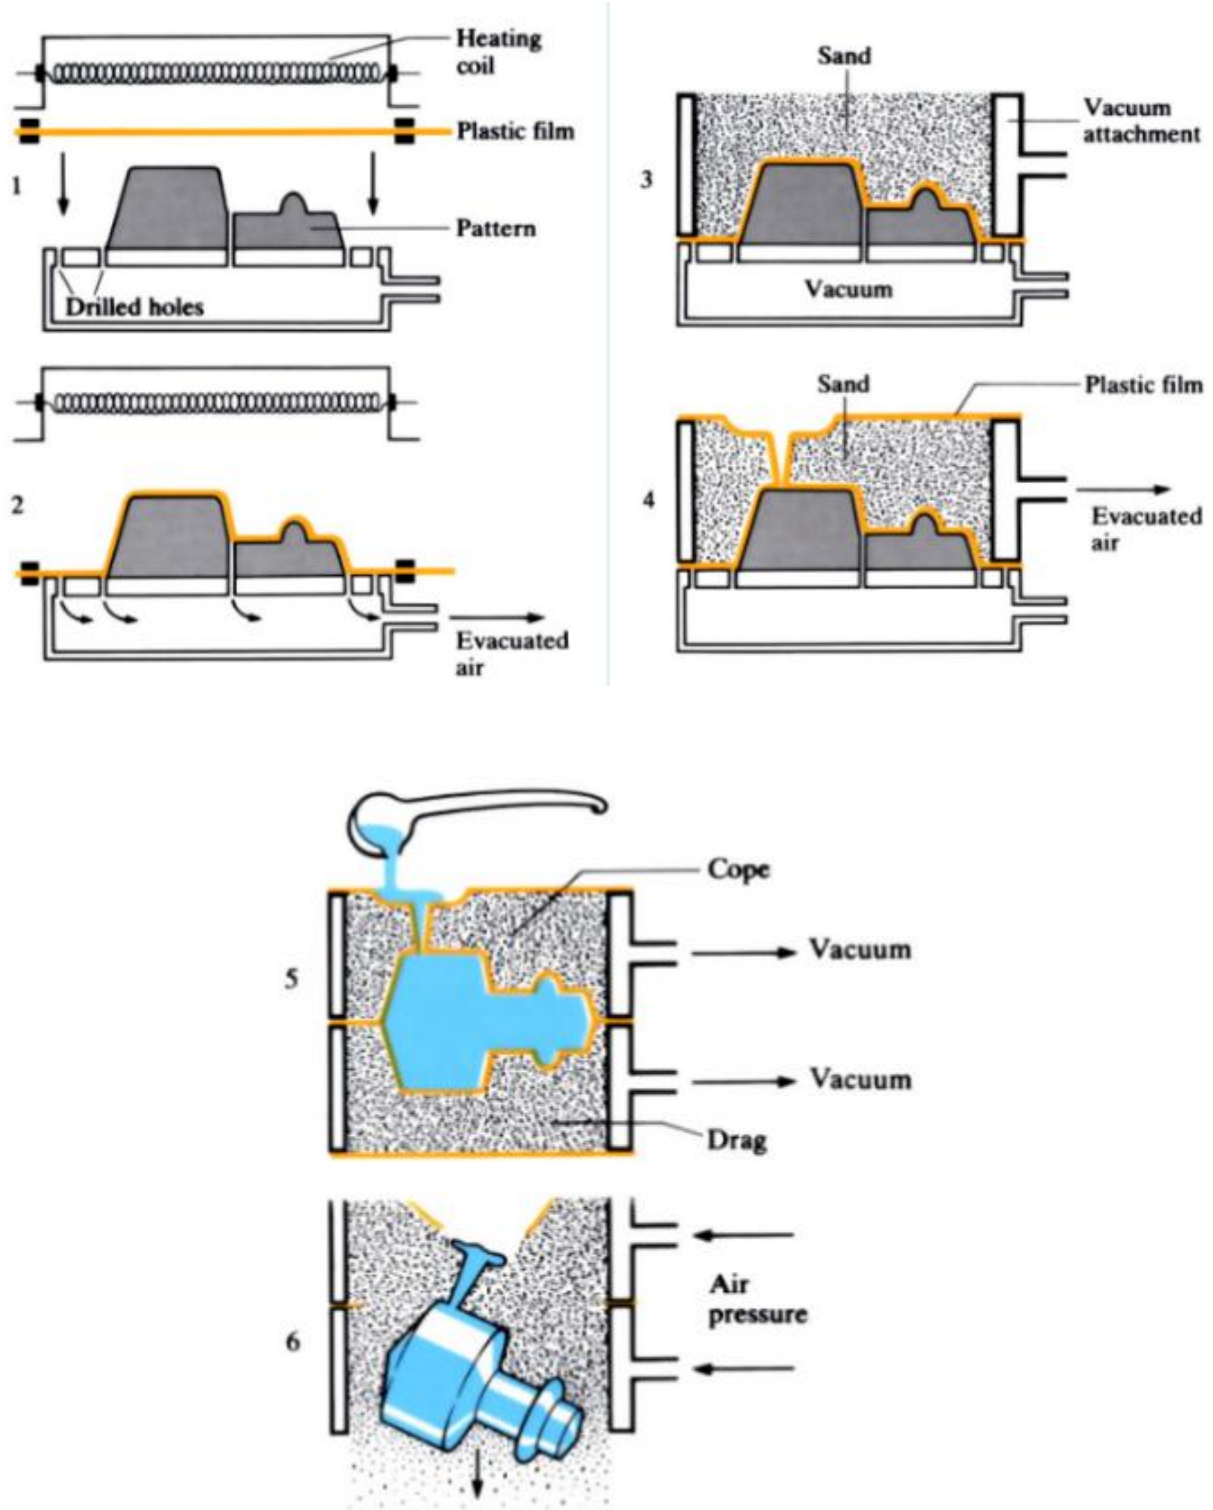 Heating
coil
Plastic film
1
Pattern
Drilled holes
2
Evacuated
air
Sand
Vacuum
attachment
3
Vacuum
Sand
Plastic film
4
Evacuated
air
Cope
Vacuum
5
Vacuum
Drag
Air
pressure
6